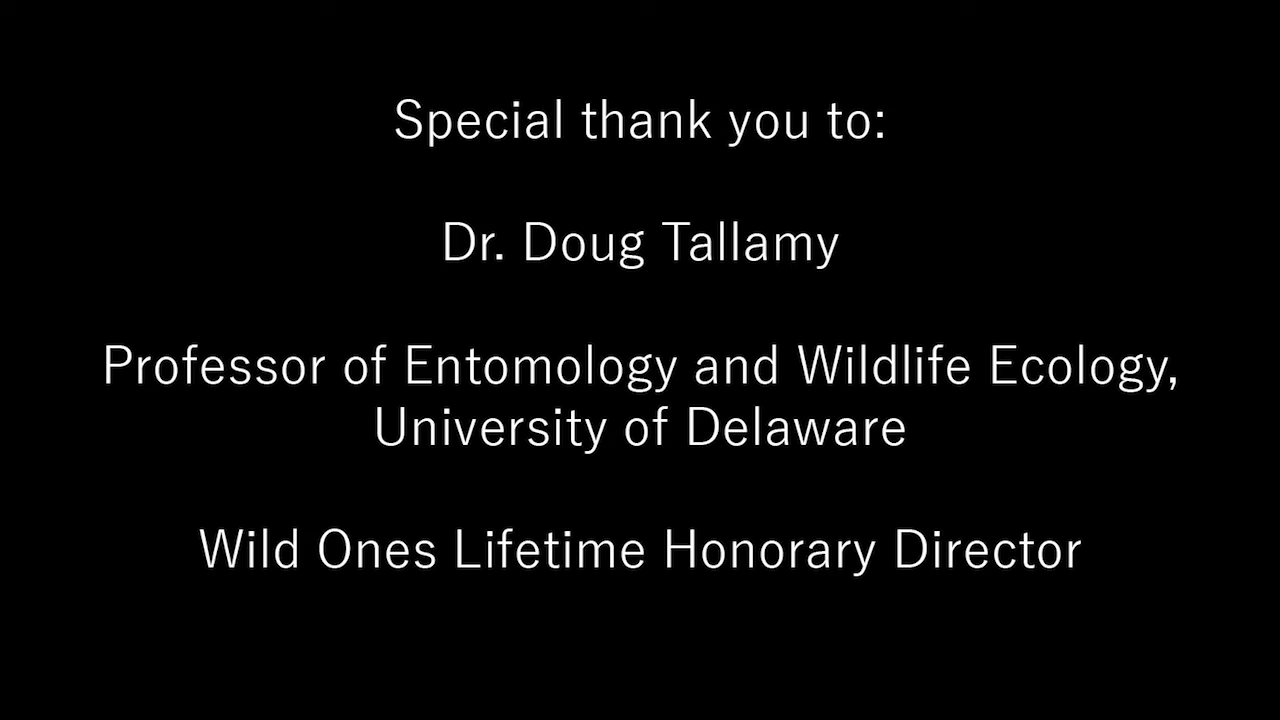 Special thank you to:
Dr. Doug Tallamy
Professor of Entomology and Wildlife Ecology,
University of Delaware
Wild Ones Lifetime Honorary Director